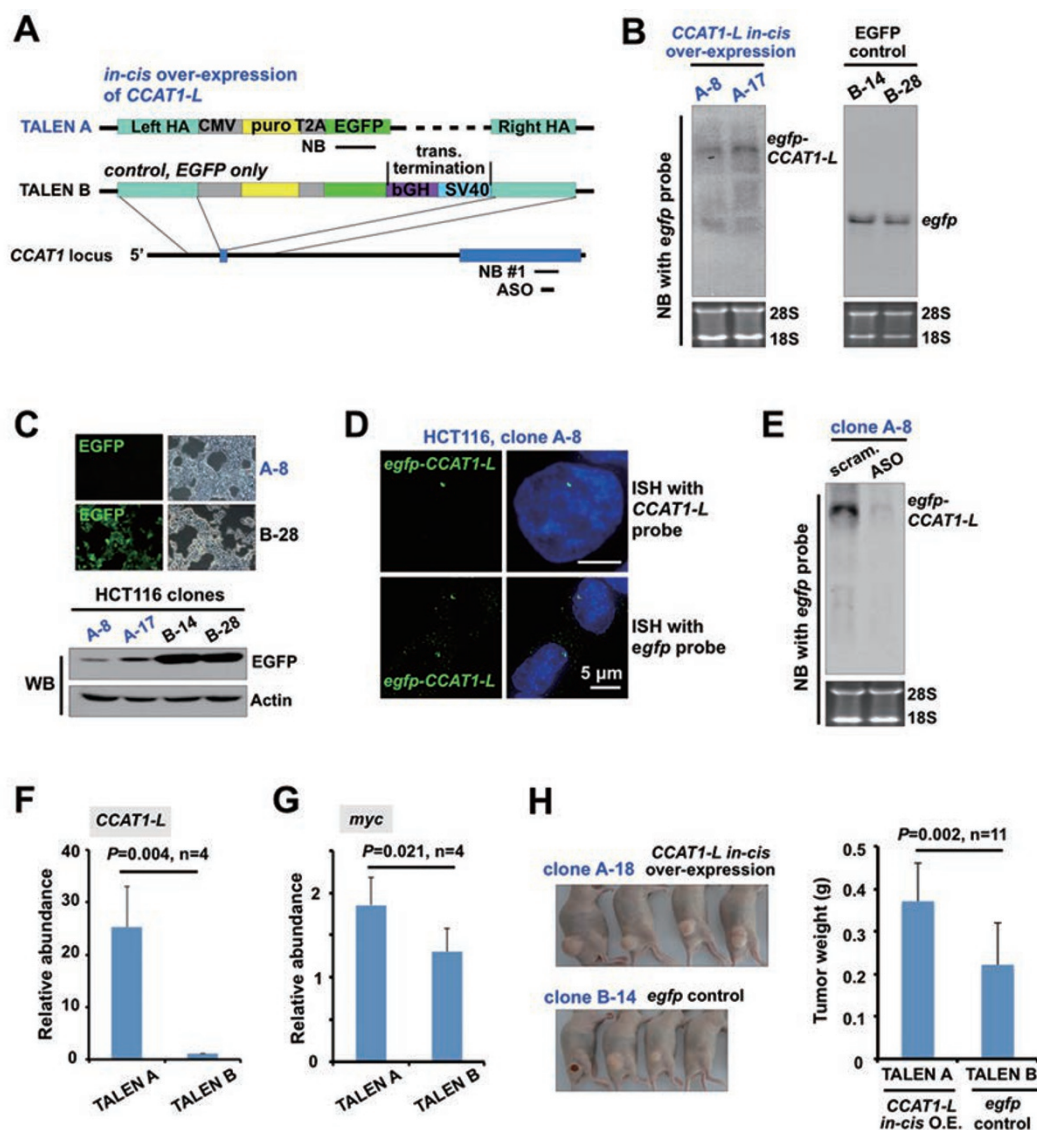 A
in-cis over-expression
of CCAT1-L
TALEN A
Left HA
CMV
puro
T2A
EGFP
Right HA
NB
trans.
termination
control, EGFP only
TALEN B
bGH
SV40
CCAT1 locus
5'
NB #1
ASO
B
CCAT1-L in-cis
over-expression
EGFP
control
A-8
A-17
B-14
B-28
NB with egfp probe
egfp-
CCAT1-L
egfp
28S
18S
28S
18S
C
EGFP
A-8
EGFP
B-28
HCT116 clones
A-8
A-17
B-14
B-28
WB
EGFP
Actin
D
HCT116, clone A-8
egfp-CCAT1-L
ISH with
CCAT1-L
probe
egfp-CCAT1-L
ISH with
egfp probe
5 μm
E
clone A-8
scram.
ASO
NB with egfp probe
egfp-
CCAT1-L
28S
18S
F
CCAT1-L
P=0.004, n=4
Relative abundance
40
30
20
10
0
TALEN A
TALEN B
G
myc
P=0.021, n=4
Relative abundance
2
1
0
TALEN A
TALEN B
H
clone A-18
CCAT1-L in-cis
over-expression
clone B-14
egfp control
P=0.002, n=11
Tumor weight (g)
0.5
0.4
0.3
0.2
0.1
0
TALEN A
TALEN B
CCAT1-L
in-cis O.E.
egfp
control